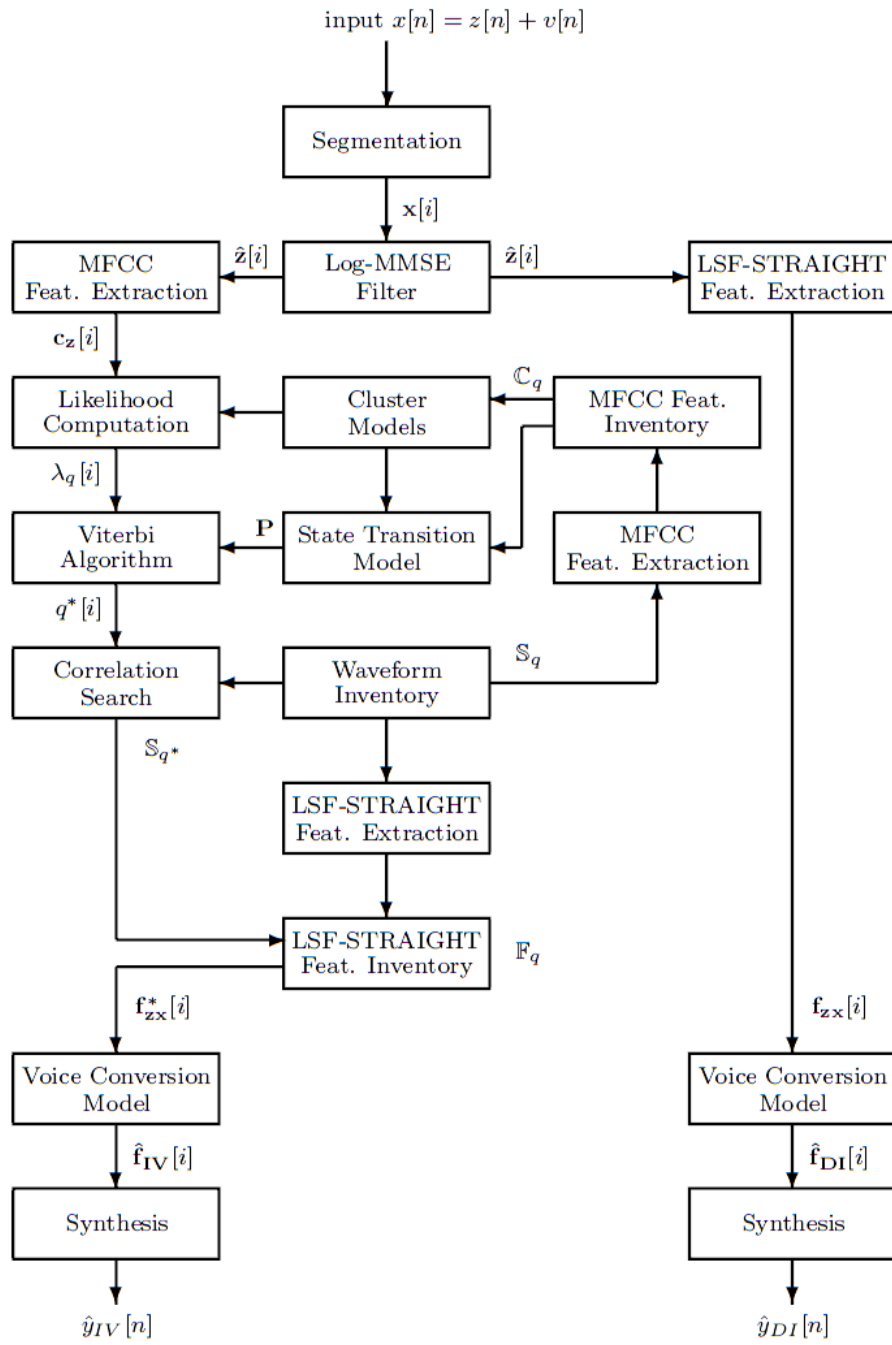 input x[n] = z[n] + v[n]
Segmentation
x[i]
MFCC
Feat. Extraction
ẑ[i]
Log-MMSE
Filter
ẑ[i]
LSF-STRAIGHT
Feat. Extraction
c_z[i]
Likelihood
Computation
Cluster
Models
ℂ_q
MFCC Feat.
Inventory
λ_q[i]
Viterbi
Algorithm
P
State Transition
Model
MFCC
Feat. Extraction
q*[i]
Correlation
Search
Waveform
Inventory
𝕊_q
𝕊_q*
LSF-STRAIGHT
Feat. Extraction
LSF-STRAIGHT
Feat. Inventory
𝔽_q
f*_zx[i]
f_zx[i]
Voice Conversion
Model
Voice Conversion
Model
f̂_IV[i]
f̂_DI[i]
Synthesis
Synthesis
ŷ_IV[n]
ŷ_DI[n]